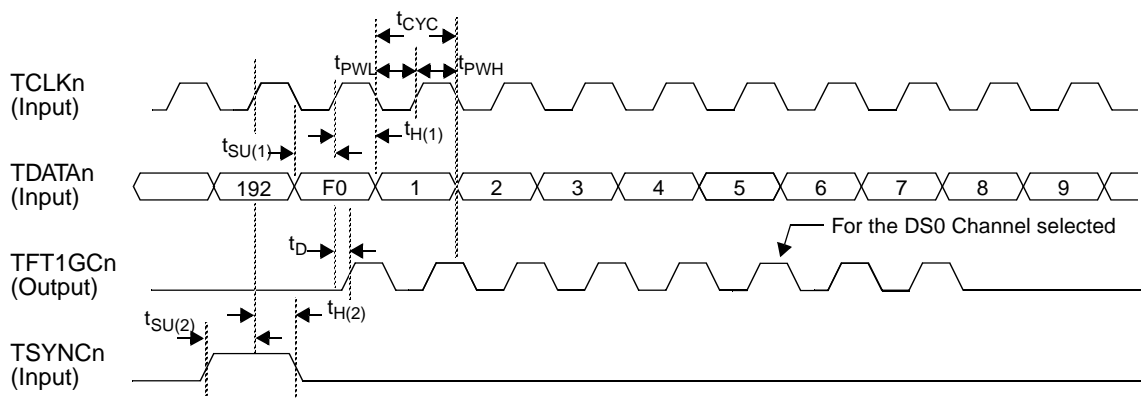 tCYC
tPWL tPWH
TCLKn
(Input)
tSU(1) tH(1)
TDATAn
(Input)
192 F0 1 2 3 4 5 6 7 8 9
For the DS0 Channel selected
tD
TFT1GCn
(Output)
tSU(2) tH(2)
TSYNCn
(Input)